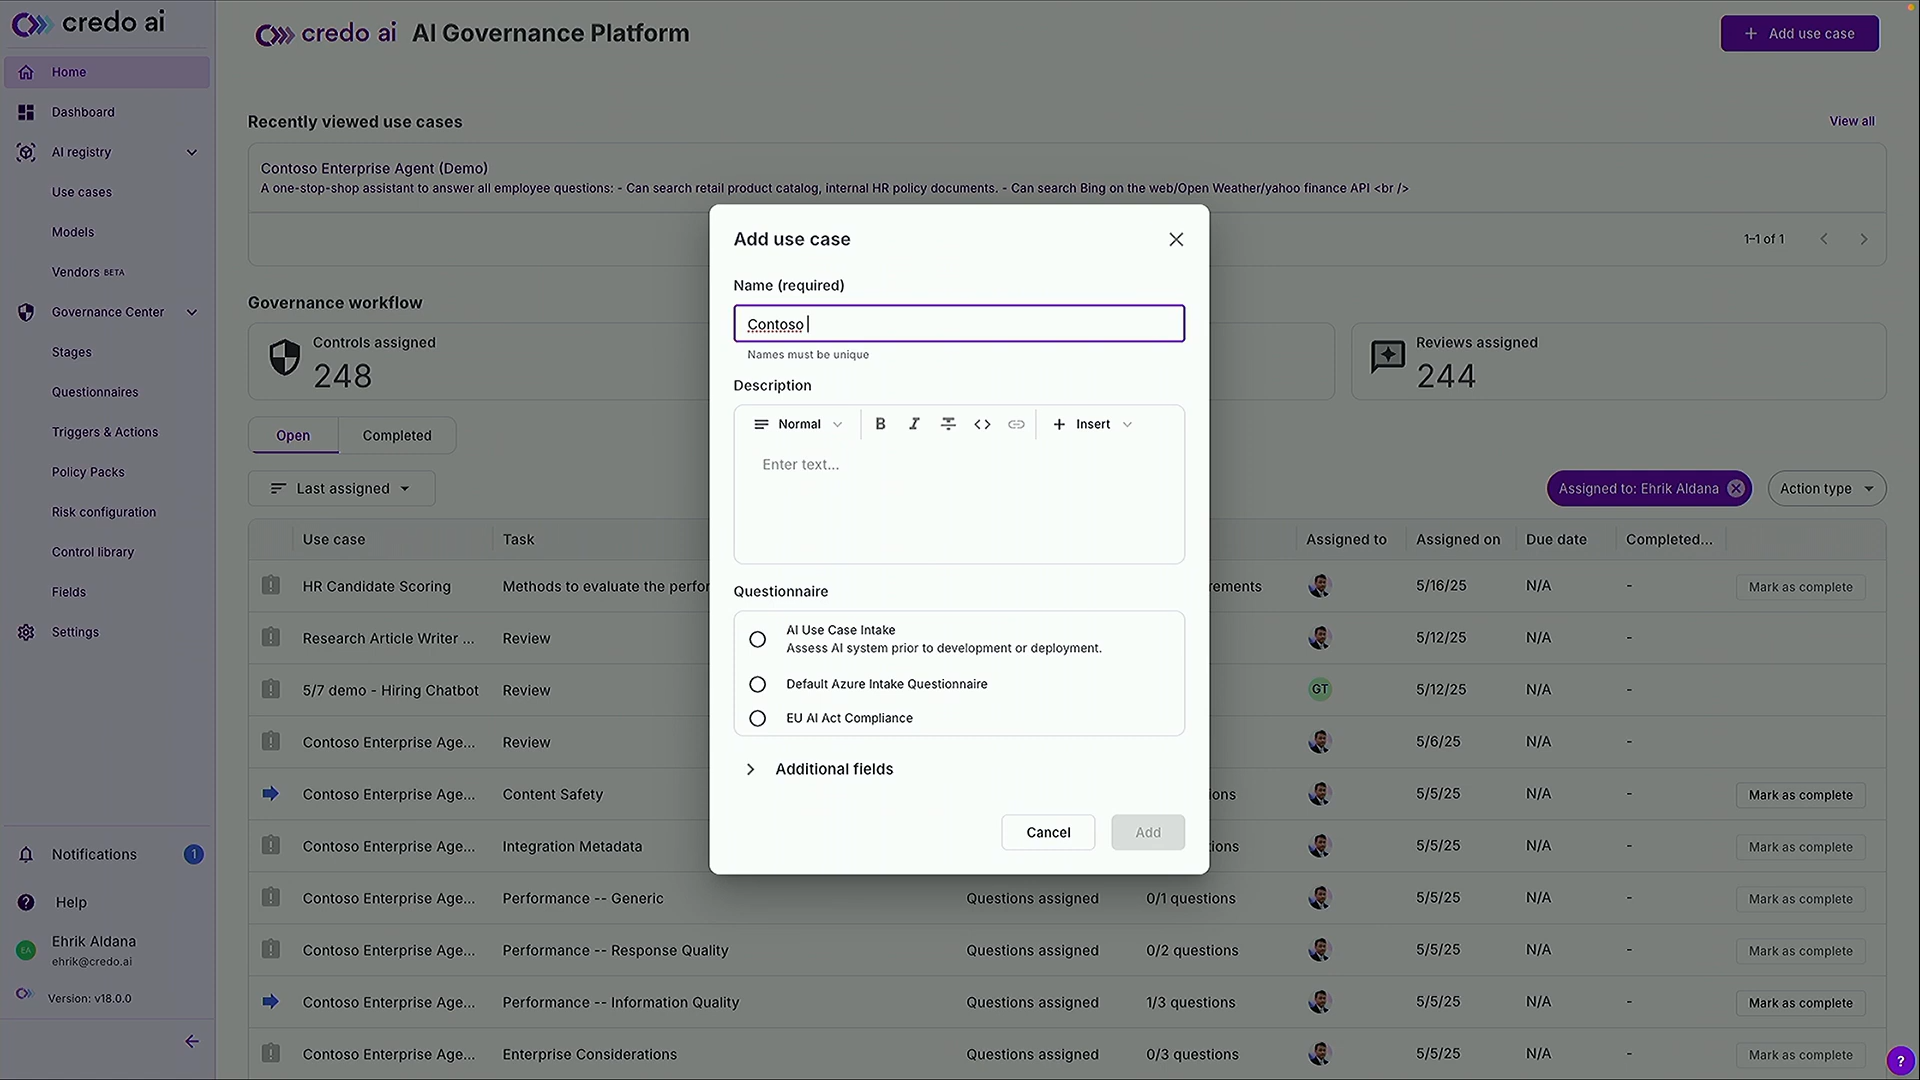 credo ai
Home
Dashboard
AI registry
Use cases
Models
Vendors BETA
Governance Center
Stages
Questionnaires
Triggers & Actions
Policy Packs
Risk configuration
Control library
Fields
Settings
Notifications 1
Help
EA Ehrik Aldana
ehrik@credo.ai
Version: v18.0.0
credo ai AI Governance Platform
+ Add use case
Recently viewed use cases
View all
Contoso Enterprise Agent (Demo)
A one-stop-shop assistant to answer all employee questions: - Can search retail product catalog, internal HR policy documents. - Can search Bing on the web/Open Weather/yahoo finance API <br />
1-1 of 1
Governance workflow
Controls assigned
248
Reviews assigned
244
Open Completed
Last assigned
Assigned to: Ehrik Aldana
Action type
Use case Task Assigned to Assigned on Due date Completed...
HR Candidate Scoring Methods to evaluate the perfor rements 5/16/25 N/A - Mark as complete
Research Article Writer ... Review 5/12/25 N/A
5/7 demo - Hiring Chatbot Review GT 5/12/25 N/A
Contoso Enterprise Age... Review 5/6/25 N/A -
Contoso Enterprise Age... Content Safety ons 5/5/25 N/A - Mark as complete
Contoso Enterprise Age... Integration Metadata ions 5/5/25 N/A - Mark as complete
Contoso Enterprise Age... Performance -- Generic Questions assigned 0/1 questions 5/5/25 N/A - Mark as complete
Contoso Enterprise Age... Performance -- Response Quality Questions assigned 0/2 questions 5/5/25 N/A - Mark as complete
Contoso Enterprise Age... Performance -- Information Quality Questions assigned 1/3 questions 5/5/25 N/A - Mark as complete
Contoso Enterprise Age... Enterprise Considerations Questions assigned 0/3 questions 5/5/25 N/A - Mark as complete
Add use case
Name (required)
Contoso
Names must be unique
Description
Normal B I + Insert
Enter text...
Questionnaire
AI Use Case Intake
Assess AI system prior to development or deployment.
Default Azure Intake Questionnaire
EU AI Act Compliance
Additional fields
Cancel Add
?